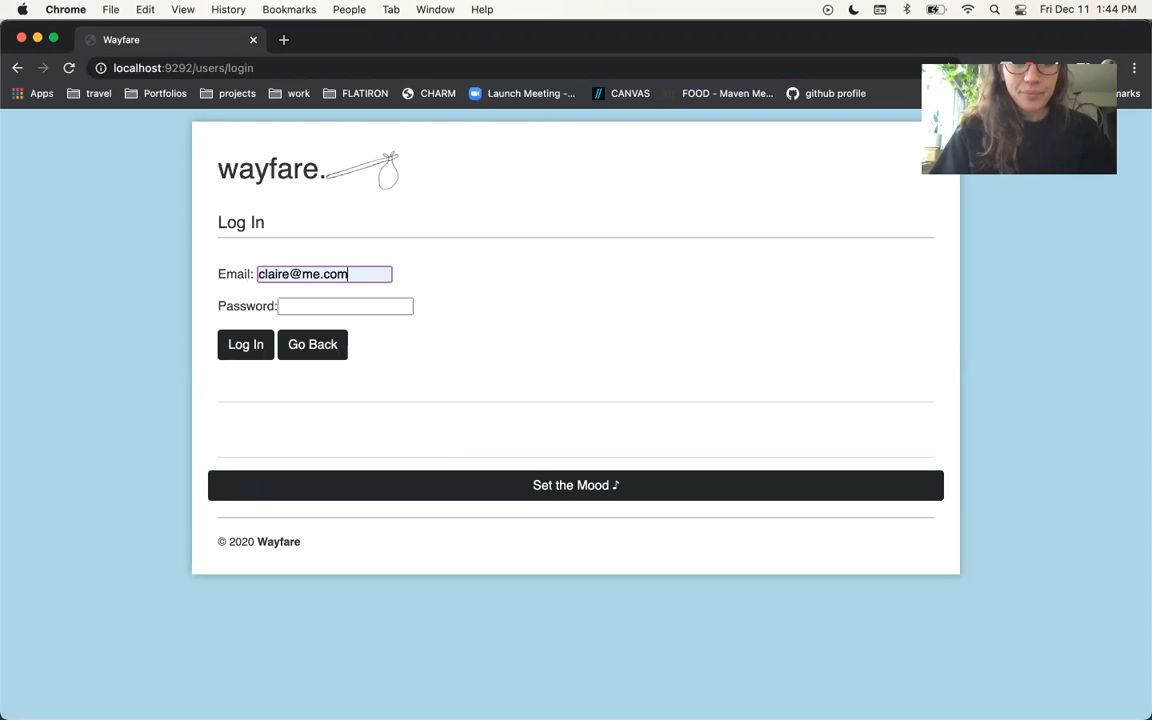 Chrome File Edit View History Bookmarks People Tab Window Help Fri Dec 11 1:44 PM
Wayfare
localhost:9292/users/login
Apps travel Portfolios projects work FLATIRON CHARM Launch Meeting -... CANVAS FOOD - Maven Me... github profile
wayfare.
Log In
Email: claire@me.com
Password:
Log In Go Back
Set the Mood ♪
© 2020 Wayfare